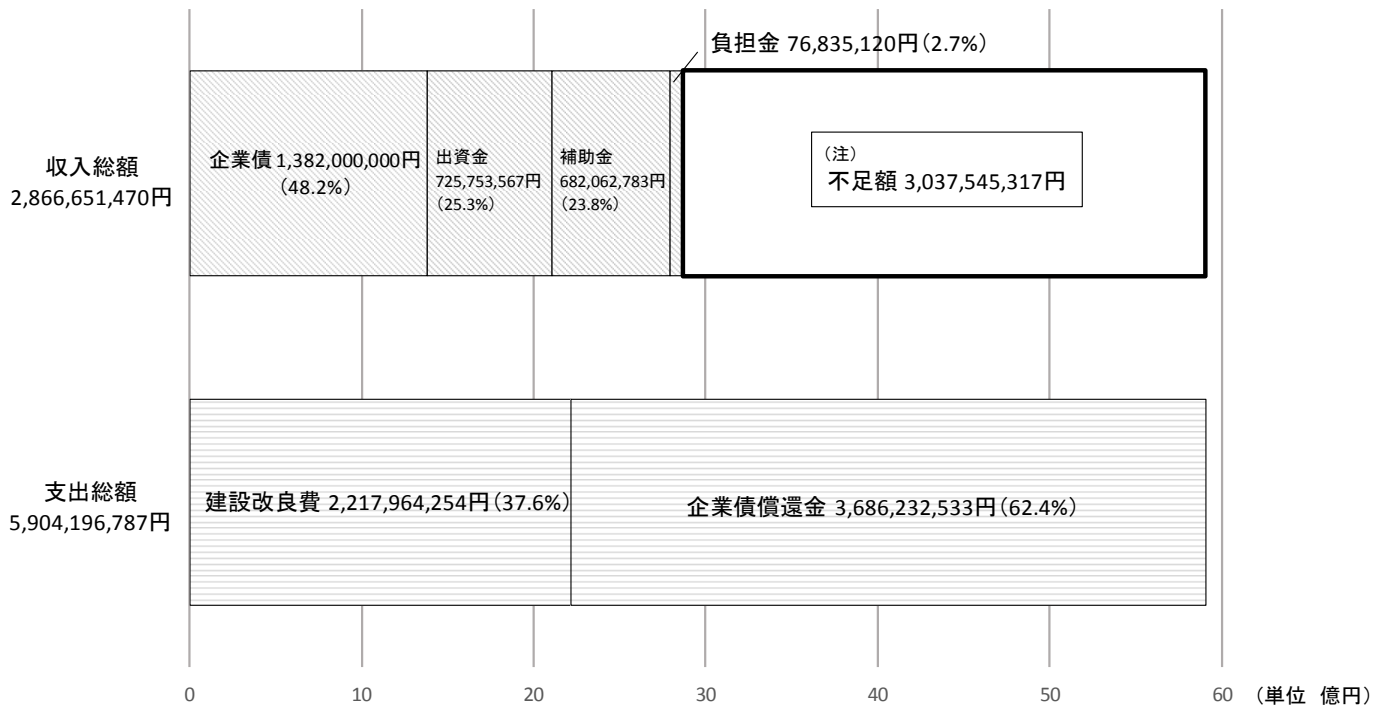 負担金 76,835,120円(2.7%)
収入総額
2,866,651,470円
企業債 1,382,000,000円
(48.2%)
出資金
725,753,567円
(25.3%)
補助金
682,062,783円
(23.8%)
(注)
不足額 3,037,545,317円
支出総額
5,904,196,787円
建設改良費 2,217,964,254円(37.6%)
企業債償還金 3,686,232,533円(62.4%)
0 10 20 30 40 50 60 (単位 億円)